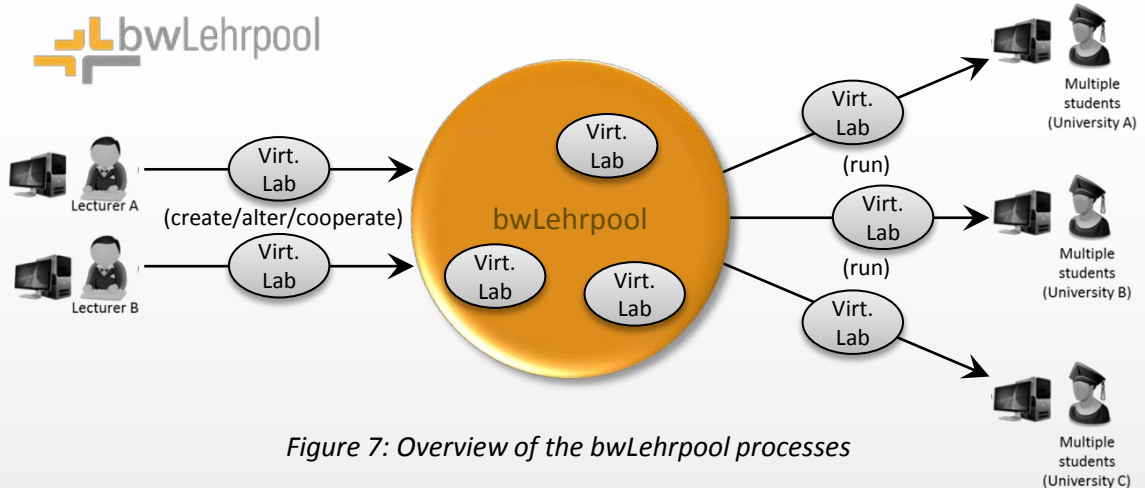 bwLehrpool
Lecturer A
Virt.
Lab
(create/alter/cooperate)
Lecturer B
Virt.
Lab
Virt.
Lab
bwLehrpool
Virt.
Lab
Virt.
Lab
Virt.
Lab
(run)
Virt.
Lab
(run)
Virt.
Lab
Multiple
students
(University A)
Multiple
students
(University B)
Multiple
students
(University C)
Figure 7: Overview of the bwLehrpool processes